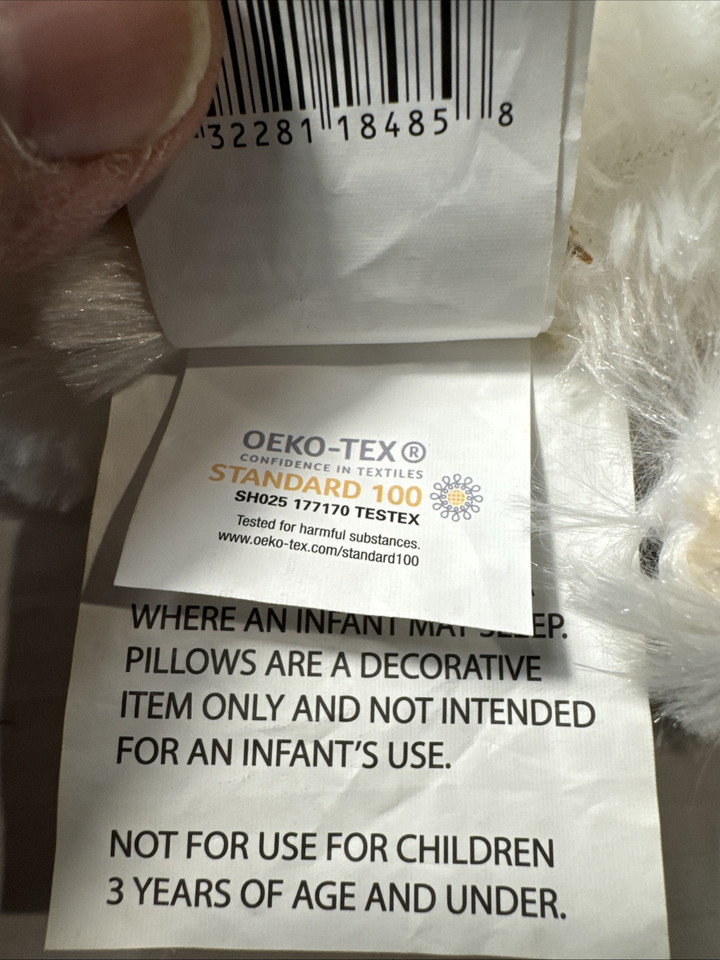 32281 18485 8
OEKO-TEX®
CONFIDENCE IN TEXTILES
STANDARD 100
SH025 177170 TESTEX
Tested for harmful substances.
www.oeko-tex.com/standard100
WHERE AN INFANT MAY SLEEP.
PILLOWS ARE A DECORATIVE
ITEM ONLY AND NOT INTENDED
FOR AN INFANT'S USE.
NOT FOR USE FOR CHILDREN
3 YEARS OF AGE AND UNDER.